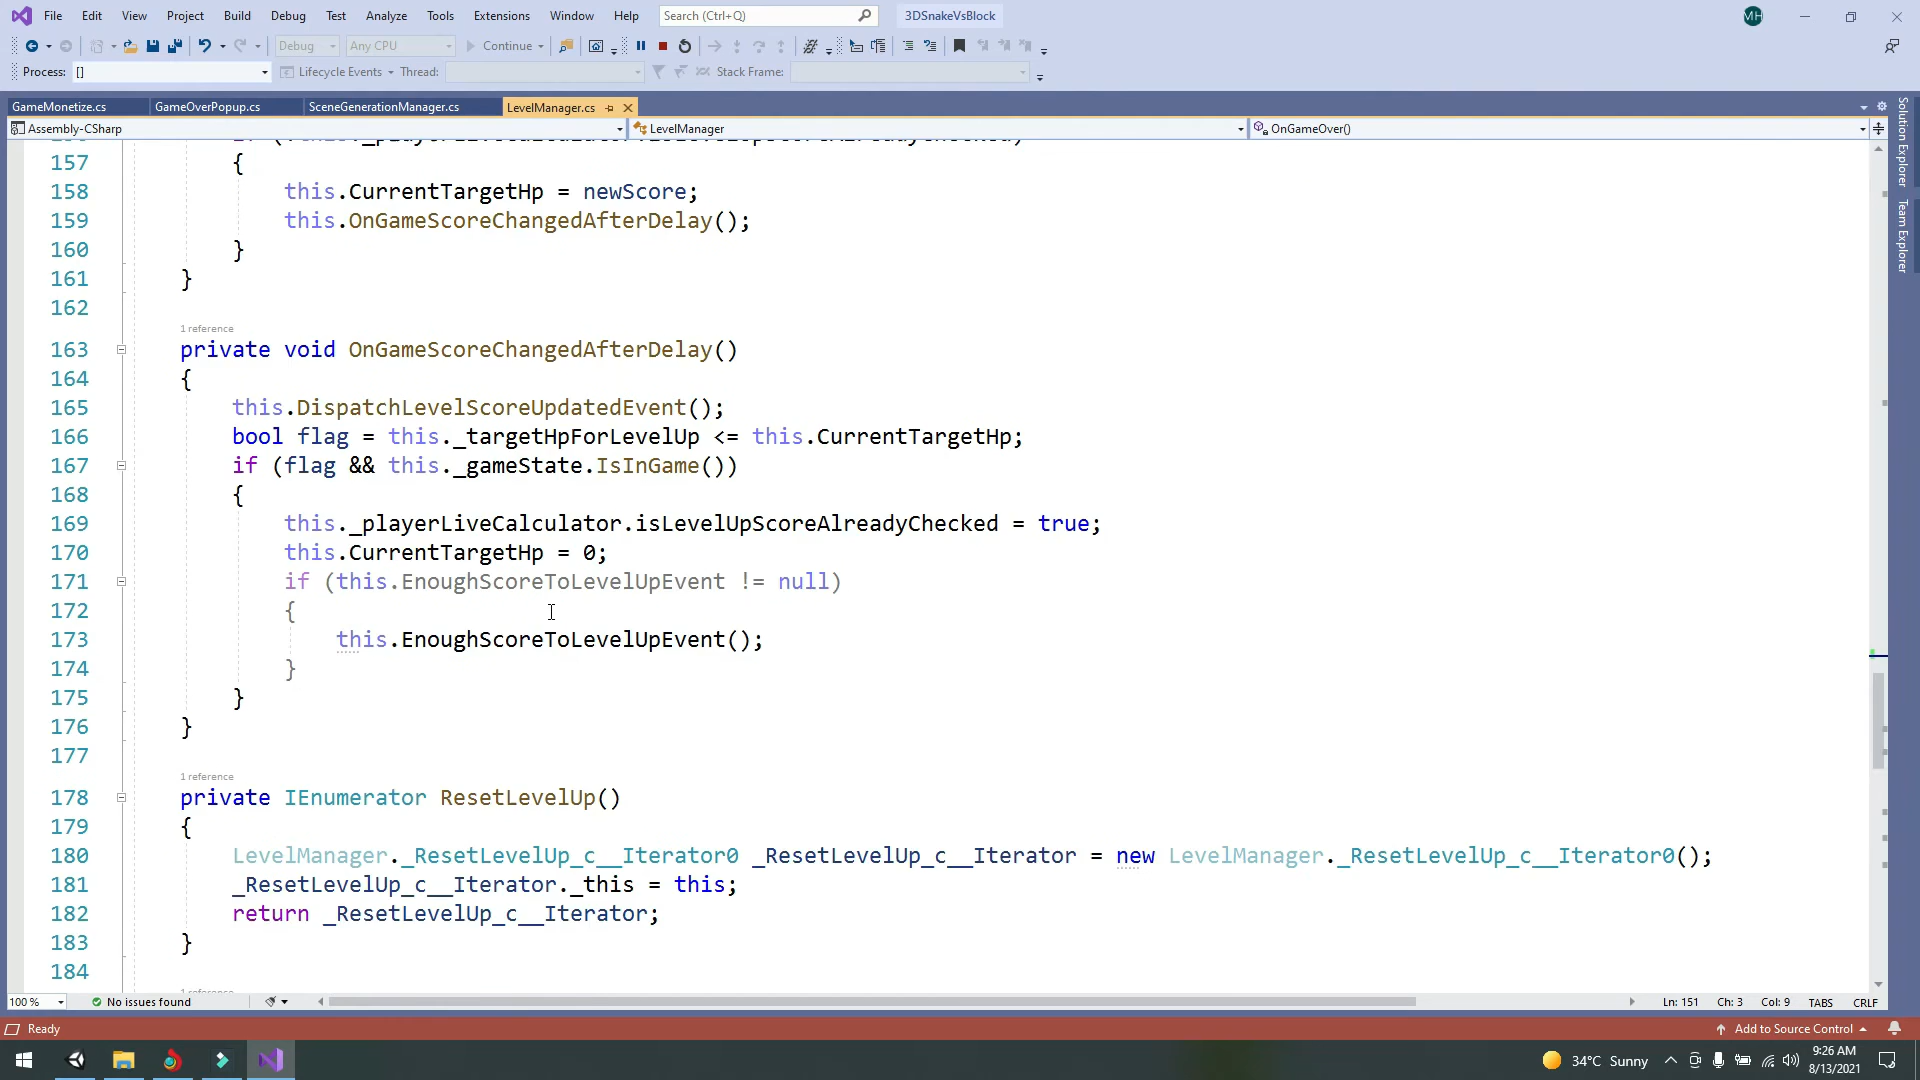 File Edit View Project Build Debug Test Analyze Tools Extensions Window Help Search (Ctrl+Q) 3DSnakeVsBlock MH
Debug Any CPU Continue
Process: [] Lifecycle Events Thread: Stack Frame:
GameMonetize.cs GameOverPopup.cs SceneGenerationManager.cs LevelManager.cs
Assembly-CSharp LevelManager OnGameOver()
Solution Explorer
Team Explorer
157 {
158 this.CurrentTargetHp = newScore;
159 this.OnGameScoreChangedAfterDelay();
160 }
161 }
162
1 reference
163 private void OnGameScoreChangedAfterDelay()
164 {
165 this.DispatchLevelScoreUpdatedEvent();
166 bool flag = this._targetHpForLevelUp <= this.CurrentTargetHp;
167 if (flag && this._gameState.IsInGame())
168 {
169 this._playerLiveCalculator.isLevelUpScoreAlreadyChecked = true;
170 this.CurrentTargetHp = 0;
171 if (this.EnoughScoreToLevelUpEvent != null)
172 {
173 this.EnoughScoreToLevelUpEvent();
174 }
175 }
176 }
177
1 reference
178 private IEnumerator ResetLevelUp()
179 {
180 LevelManager._ResetLevelUp_c__Iterator0 _ResetLevelUp_c__Iterator = new LevelManager._ResetLevelUp_c__Iterator0();
181 _ResetLevelUp_c__Iterator._this = this;
182 return _ResetLevelUp_c__Iterator;
183 }
184
100 % No issues found Ln: 151 Ch: 3 Col: 9 TABS CRLF
Ready Add to Source Control
34°C Sunny 9:26 AM
8/13/2021